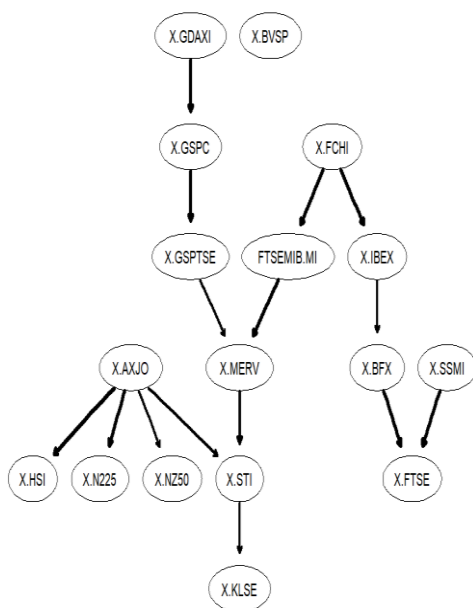 X.GDAXI X.BVSP
X.GSPC X.FCHI
X.GSPTSE FTSEMIB.MI X.IBEX
X.AXJO X.MERV X.BFX X.SSMI
X.HSI X.N225 X.NZ50 X.STI X.FTSE
X.KLSE